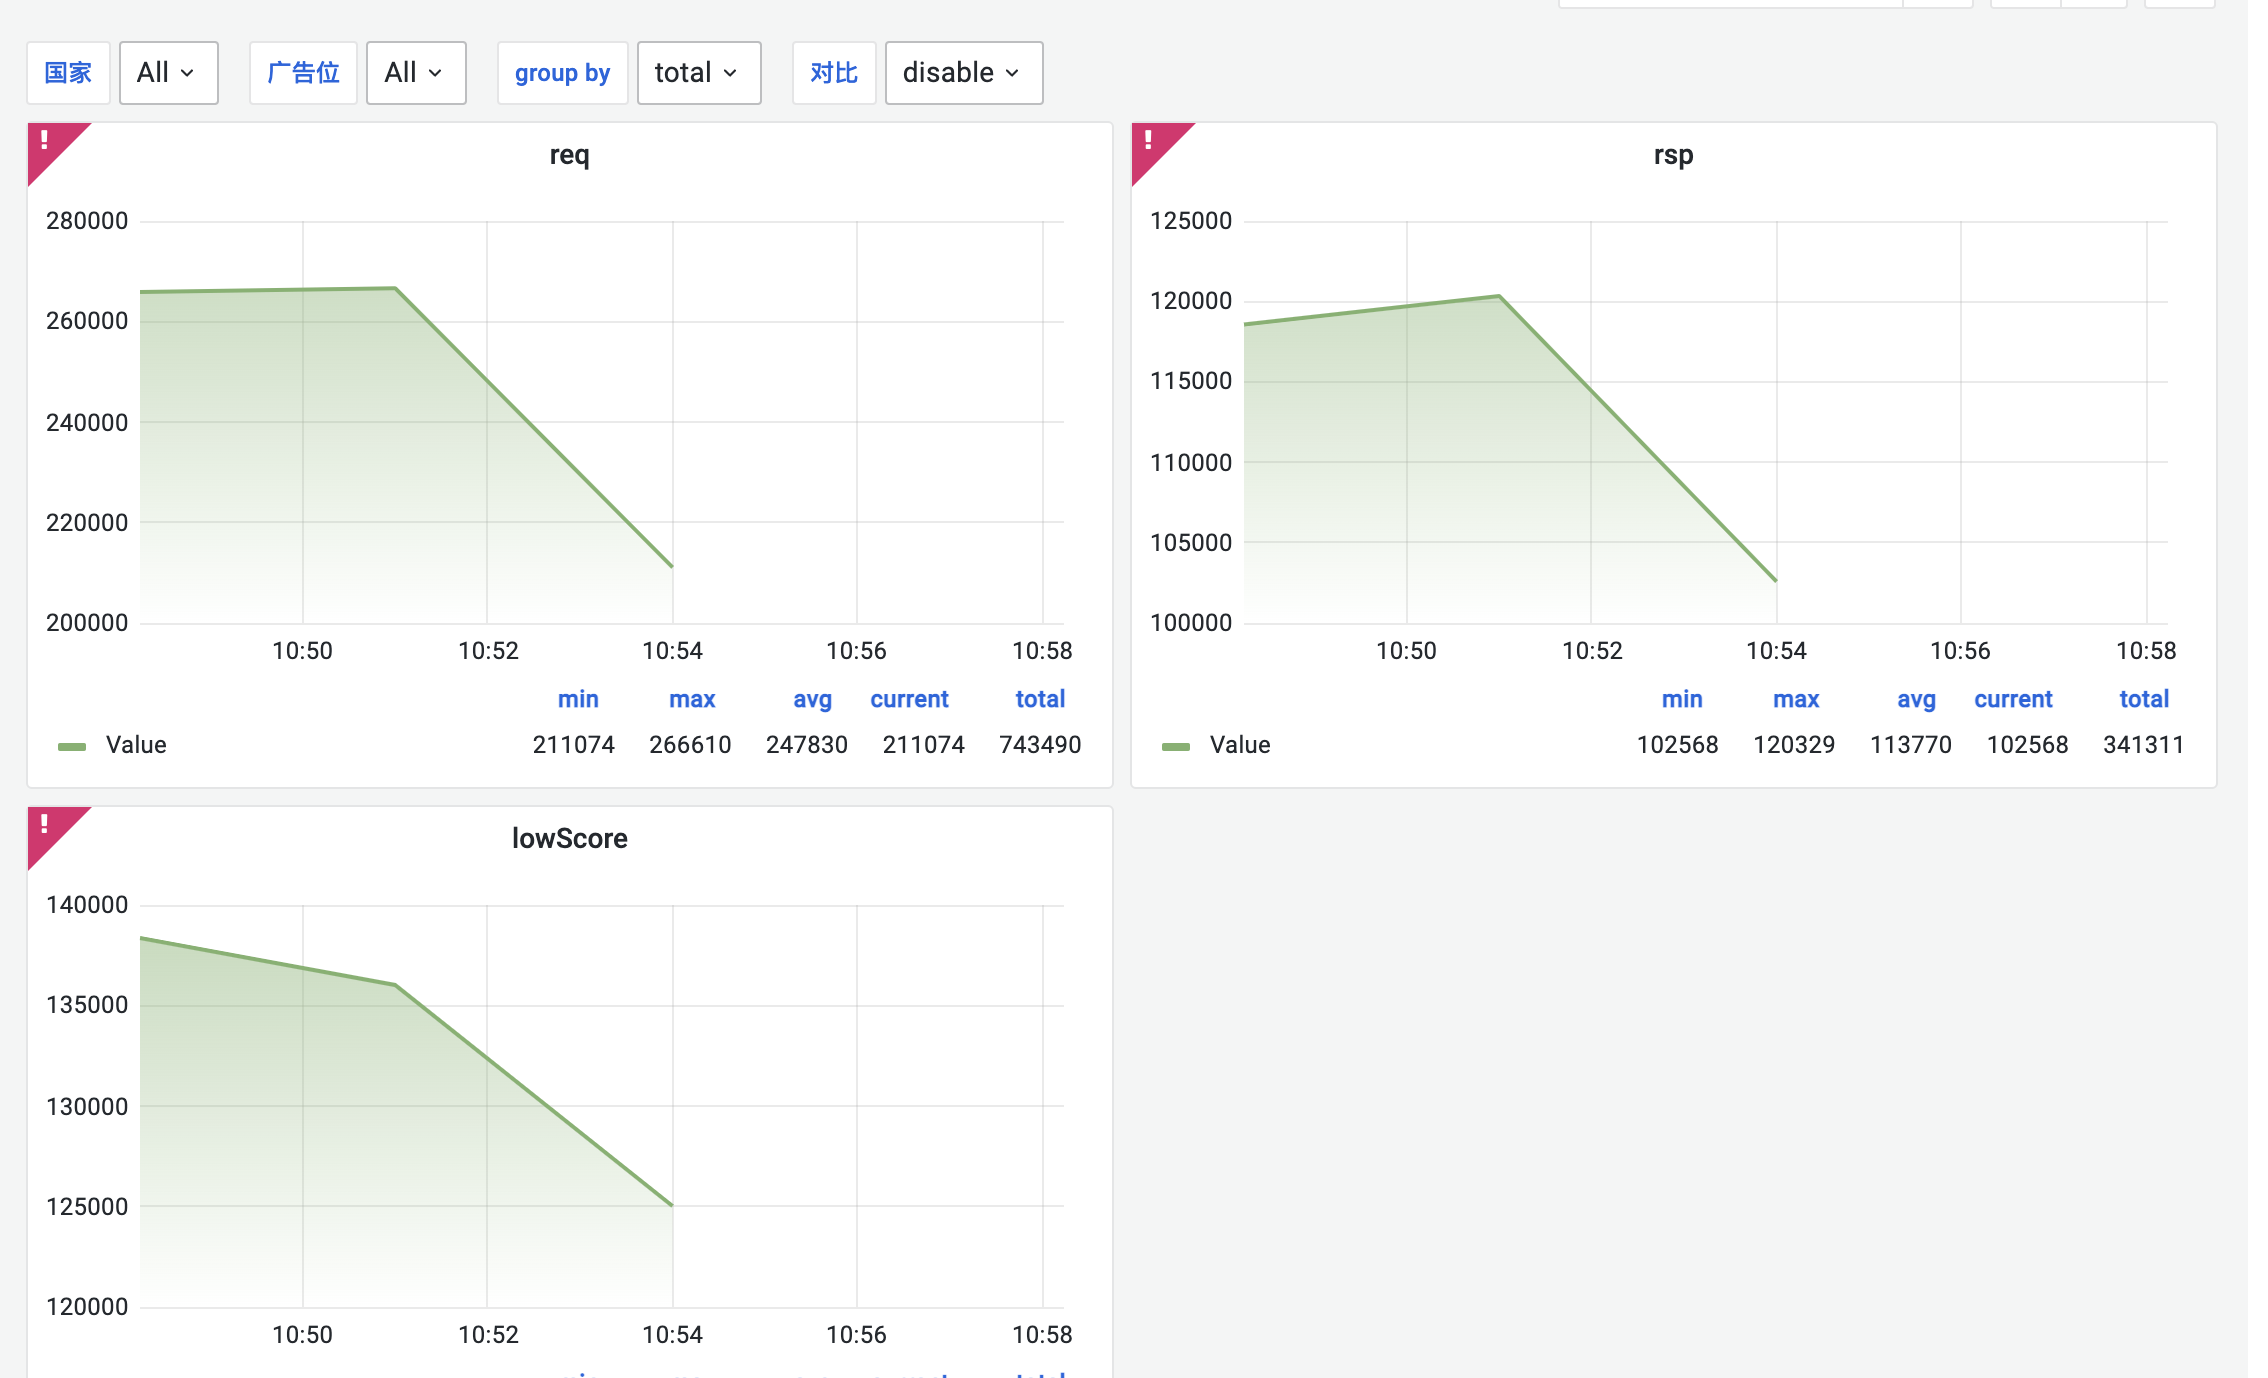 国家 All 广告位 All group by total 对比 disable
!
req
280000
260000
240000
220000
200000
10:50 10:52 10:54 10:56 10:58
min max avg current total
Value 211074 266610 247830 211074 743490
!
rsp
125000
120000
115000
110000
105000
100000
10:50 10:52 10:54 10:56 10:58
min max avg current total
Value 102568 120329 113770 102568 341311
!
lowScore
140000
135000
130000
125000
120000
10:50 10:52 10:54 10:56 10:58